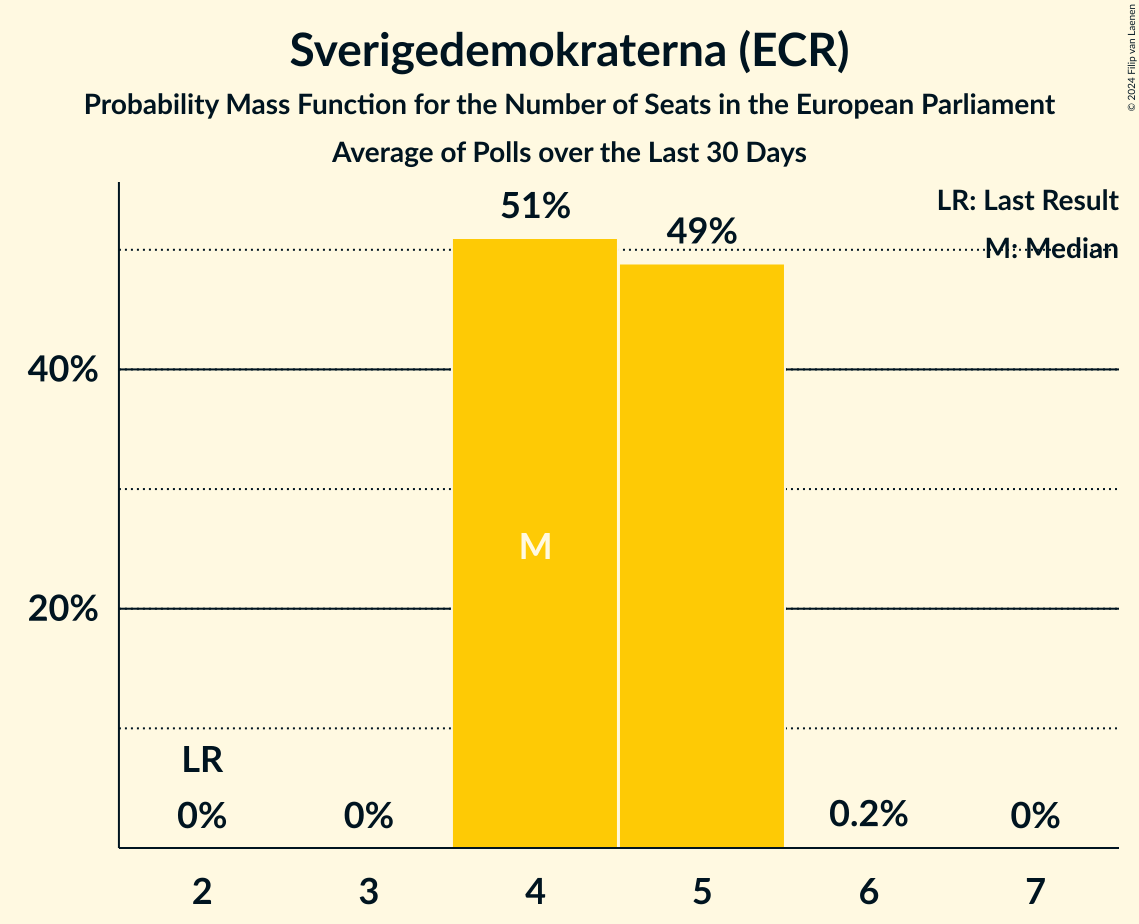 Sverigedemokraterna (ECR)
Probability Mass Function for the Number of Seats in the European Parliament
Average of Polls over the Last 30 Days
© 2024 Filip van Laenen
LR: Last Result
M: Median
51%
49%
40%
M
20%
LR
0%
0%
0.2%
0%
2
3
4
5
6
7